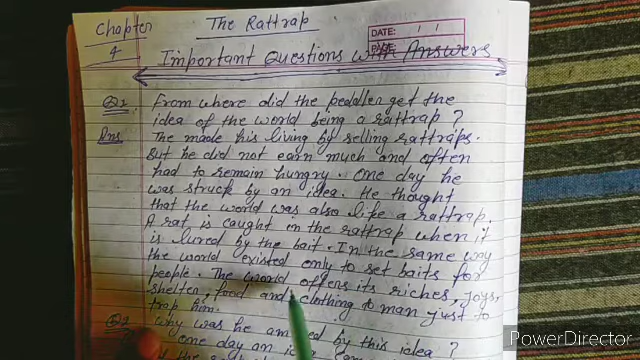 Chapter 4
The Rattrap
DATE: / /
PAGE:
Important Questions with Answers
Q1. From where did the peddler get the
idea of the world being a rattrap ?
Ans The made his living by selling rattraps.
But he did not earn much and often
had to remain hungry. One day he
was struck by an idea. He thought
that the world was also like a rattrap.
A rat is caught in the rattrap when it
is lured by the bait. In the same way
the world existed only to set baits for
people. The world offers its riches, joys,
shelter, food and clothing to man just to
trap him.
Q2 Why was he by this idea ?
One day an
PowerDirector